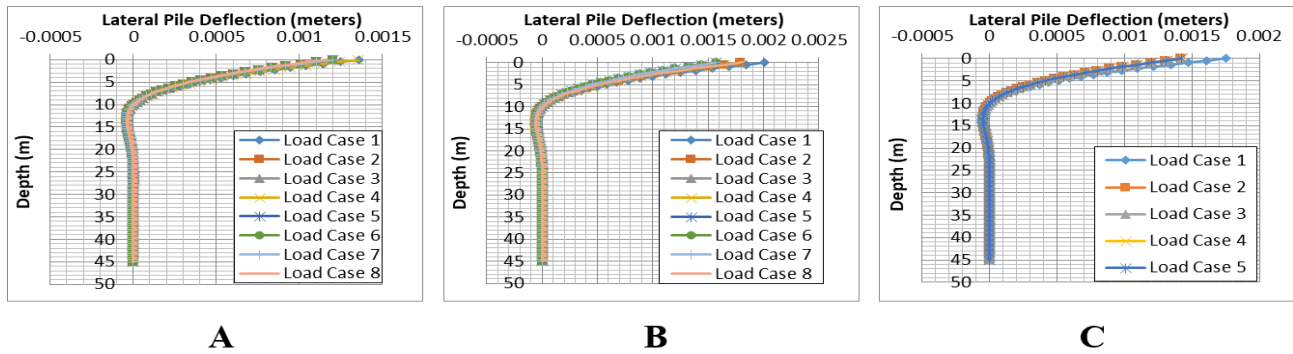 Lateral Pile Deflection (meters)
-0.0005 0 0.0005 0.001 0.0015
0
5
10
15
20
25
30
35
40
45
50
Depth (m)
Load Case 1
Load Case 2
Load Case 3
Load Case 4
Load Case 5
Load Case 6
Load Case 7
Load Case 8
A
Lateral Pile Deflection (meters)
-0.0005 0 0.0005 0.001 0.0015 0.002 0.0025
0
5
10
15
20
25
30
35
40
45
50
Depth (m)
Load Case 1
Load Case 2
Load Case 3
Load Case 4
Load Case 5
Load Case 6
Load Case 7
Load Case 8
B
Lateral Pile Deflection (meters)
-0.0005 0 0.0005 0.001 0.0015 0.002
0
5
10
15
20
25
30
35
40
45
50
Depth (m)
Load Case 1
Load Case 2
Load Case 3
Load Case 4
Load Case 5
C